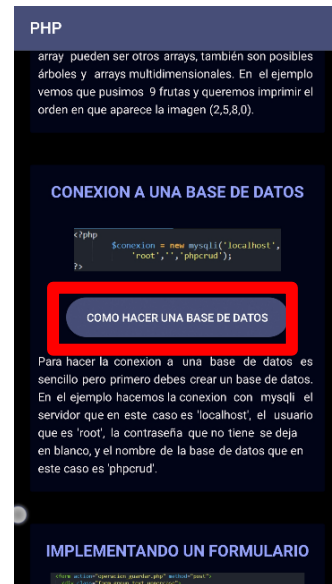 PHP
array pueden ser otros arrays, también son posibles
árboles y arrays multidimensionales. En el ejemplo
vemos que pusimos 9 frutas y queremos imprimir el
orden en que aparece la imagen (2,5,8,0).
CONEXION A UNA BASE DE DATOS
<?php
$conexion = new mysqli('localhost',
'root','','phpcrud');
?>
COMO HACER UNA BASE DE DATOS
Para hacer la conexion a una base de datos es
sencillo pero primero debes crear un base de datos.
En el ejemplo hacemos la conexion con mysqli el
servidor que en este caso es 'localhost', el usuario
que es 'root', la contraseña que no tiene se deja
en blanco, y el nombre de la base de datos que en
este caso es 'phpcrud'.
IMPLEMENTANDO UN FORMULARIO
<form action="operacion_guardar.php" method="post">